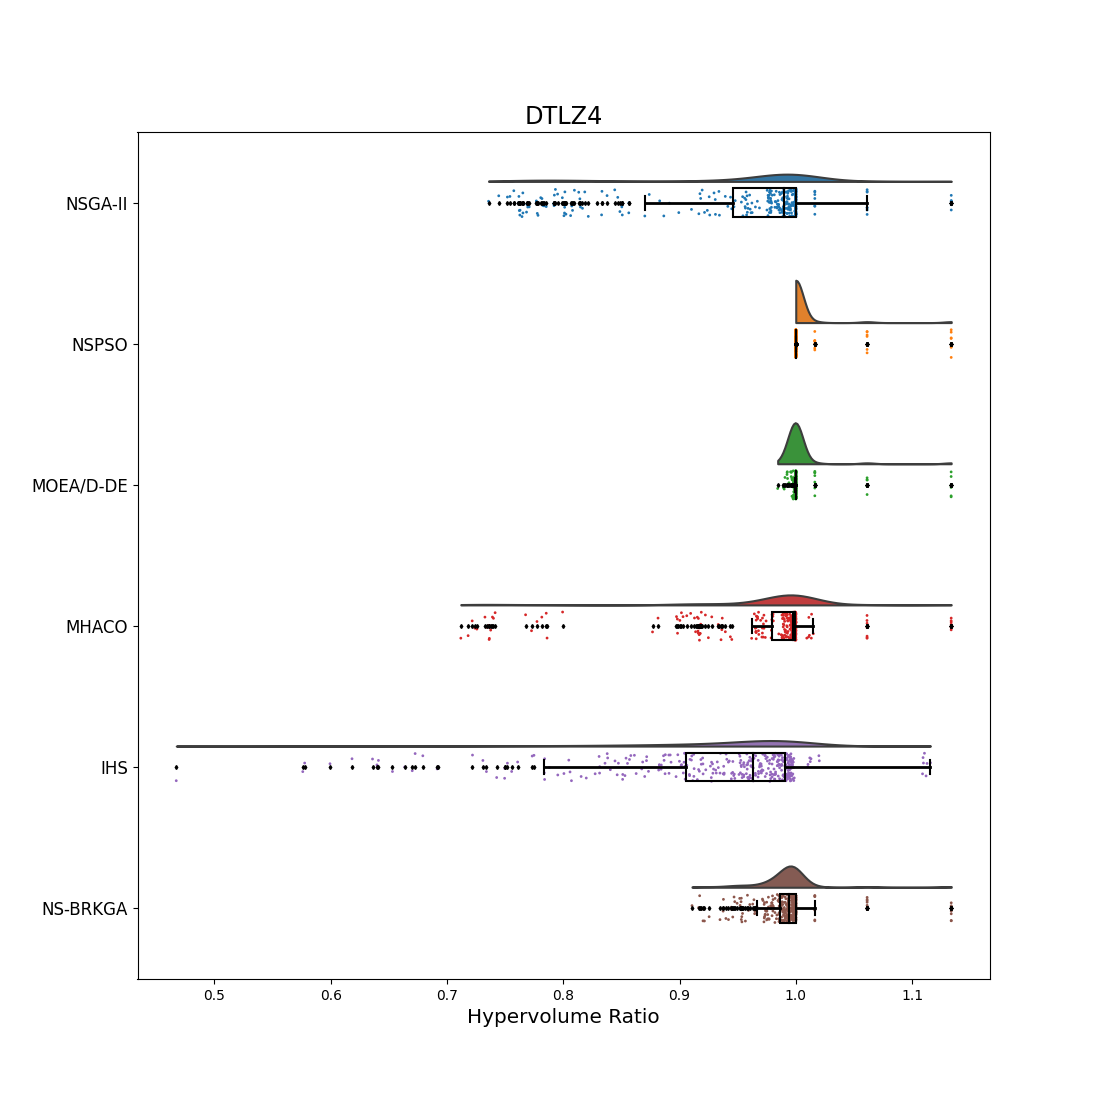 DTLZ4
NSGA-II
NSPSO
MOEA/D-DE
MHACO
IHS
NS-BRKGA
0.5 0.6 0.7 0.8 0.9 1.0 1.1
Hypervolume Ratio